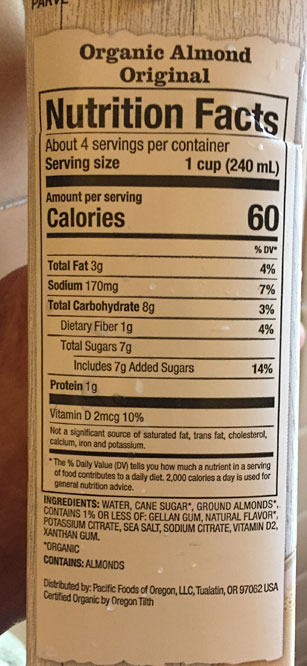 PARVE
Organic Almond
Original
Nutrition Facts
About 4 servings per container
Serving size 1 cup (240 mL)
Amount per serving
Calories 60
% DV*
Total Fat 3g 4%
Sodium 170mg 7%
Total Carbohydrate 8g 3%
Dietary Fiber 1g 4%
Total Sugars 7g
Includes 7g Added Sugars 14%
Protein 1g
Vitamin D 2mcg 10%
Not a significant source of saturated fat, trans fat, cholesterol,
calcium, iron and potassium.
* The % Daily Value (DV) tells you how much a nutrient in a serving
of food contributes to a daily diet. 2,000 calories a day is used for
general nutrition advice.
INGREDIENTS: WATER, CANE SUGAR*, GROUND ALMONDS*,
CONTAINS 1% OR LESS OF: GELLAN GUM, NATURAL FLAVOR*,
POTASSIUM CITRATE, SEA SALT, SODIUM CITRATE, VITAMIN D2,
XANTHAN GUM.
*ORGANIC
CONTAINS: ALMONDS
Distributed by: Pacific Foods of Oregon, LLC, Tualatin, OR 97062 USA
Certified Organic by Oregon Tilth